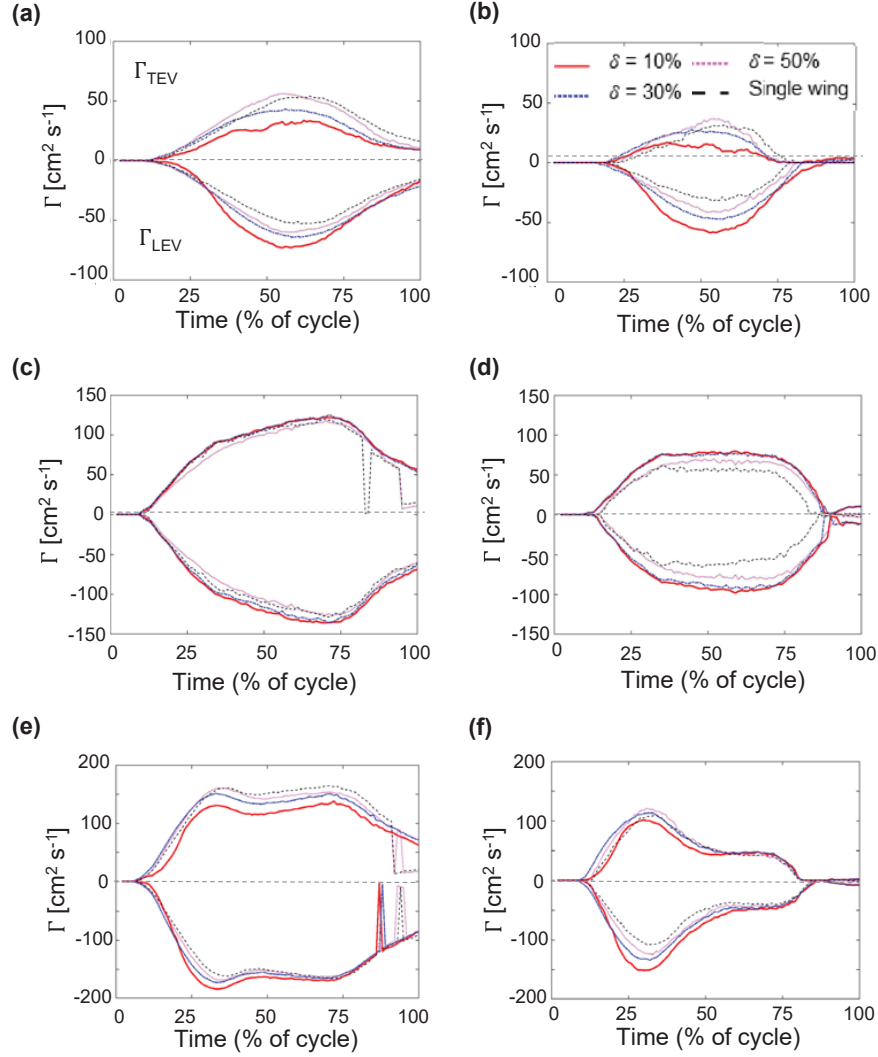 (a)
(b)
100
50
0
-50
-100
Γ [cm² s⁻¹]
Γ_TEV
Γ_LEV
0 25 50 75 100
Time (% of cycle)
100
50
0
-50
-100
Γ [cm² s⁻¹]
δ = 10% δ = 50%
δ = 30% Single wing
0 25 50 75 100
Time (% of cycle)
(c)
(d)
150
100
50
0
-50
-100
-150
Γ [cm² s⁻¹]
0 25 50 75 100
Time (% of cycle)
150
100
50
0
-50
-100
-150
Γ [cm² s⁻¹]
0 25 50 75 100
Time (% of cycle)
(e)
(f)
200
100
0
-100
-200
Γ [cm² s⁻¹]
0 25 50 75 100
Time (% of cycle)
200
100
0
-100
-200
Γ [cm² s⁻¹]
0 25 50 75 100
Time (% of cycle)